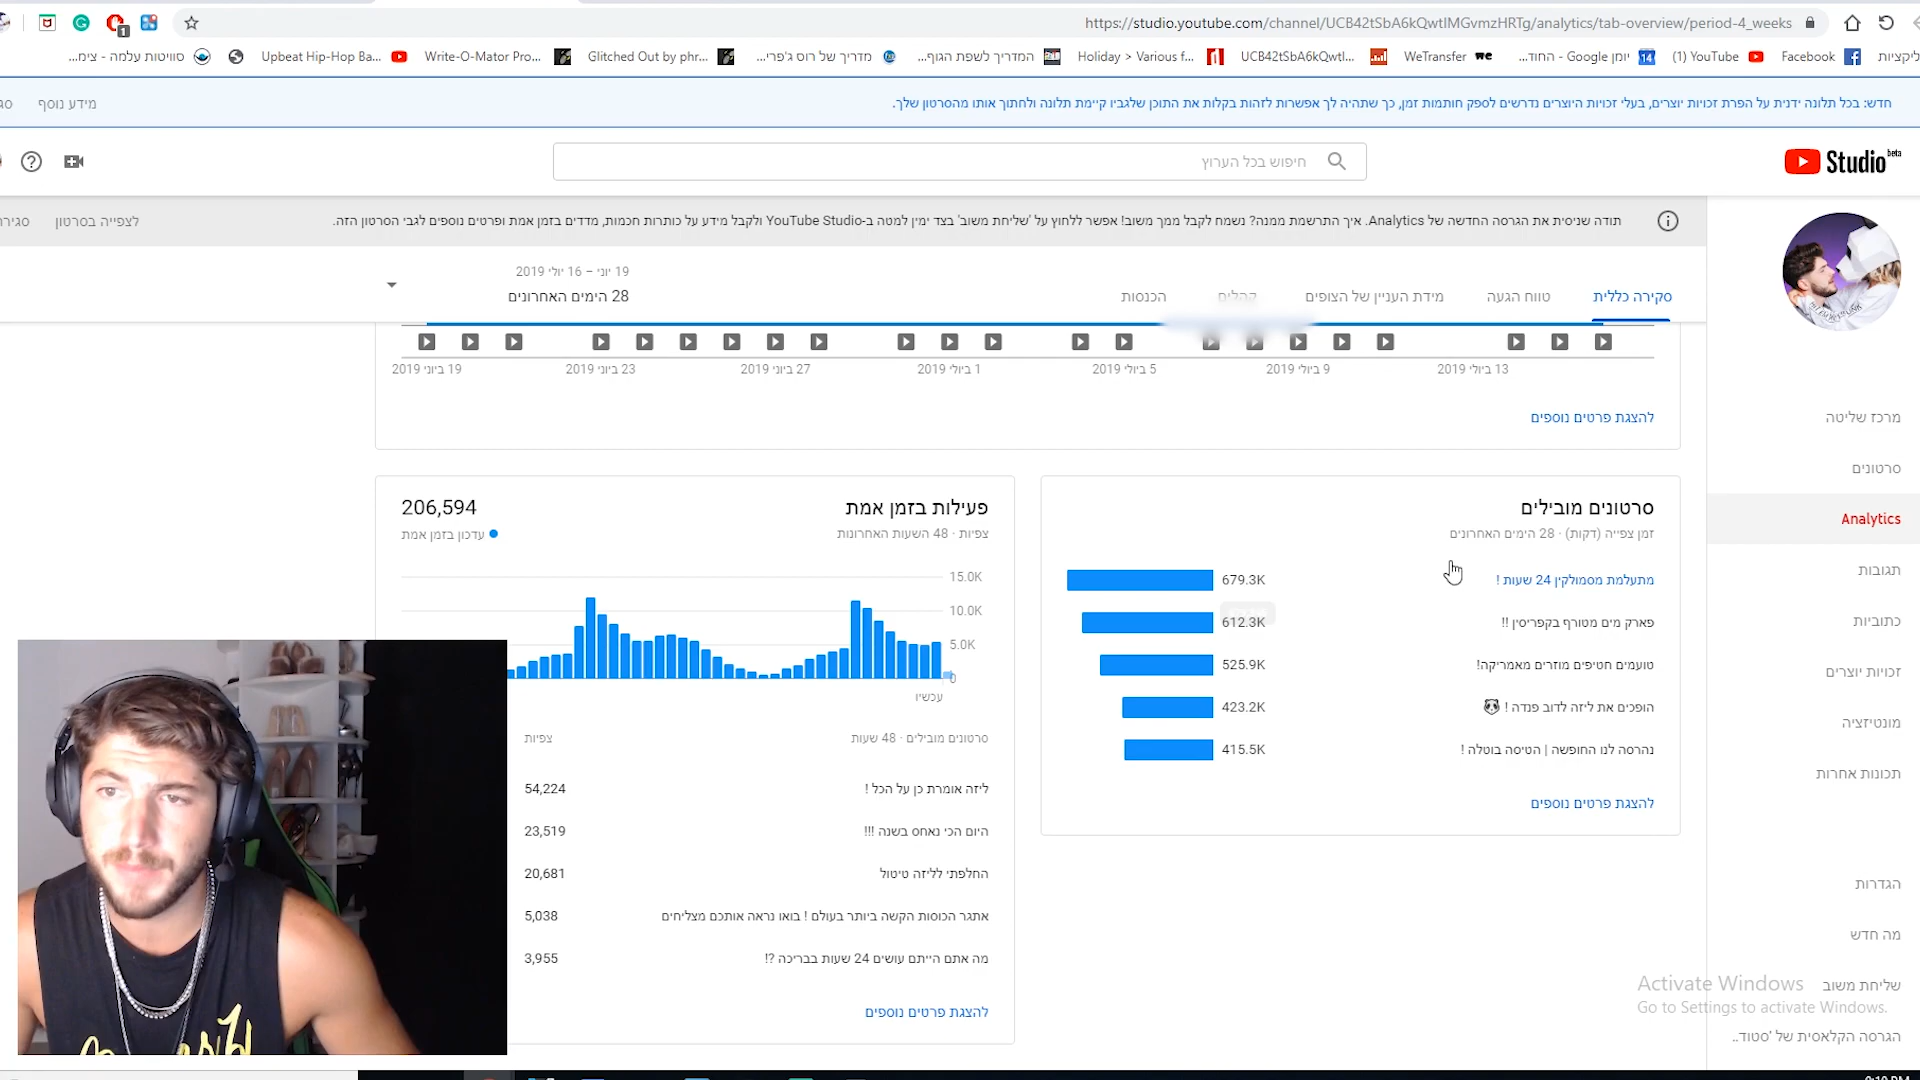 https://studio.youtube.com/channel/UCB42tSbA6kQwtIMGvmzHRTg/analytics/tab-overview/period-4_weeks
1
ליקציות
Facebook
(1) YouTube
יומן Google - החוד...
WeTransfer
UCB42tSbA6kQwtI...
Holiday > Various f...
המדריך לשפת הגוף...
מדריך של רוס ג'פרי...
Glitched Out by phr...
Write-O-Mator Pro...
Upbeat Hip-Hop Ba...
סוויטות עלמה - צימ...
חדש: בכל תלונה ידנית על הפרת זכויות יוצרים, בעלי זכויות היוצרים נדרשים לספק חותמות זמן, כך שתהיה לך אפשרות לזהות בקלות את התוכן שלגביו קיימת תלונה ולחתוך אותו מהסרטון שלך.
מידע נוסף
Studio beta
חיפוש בכל הערוץ
תודה שניסית את הגרסה החדשה של Analytics. איך התרשמת ממנה? נשמח לקבל ממך משוב! אפשר ללחוץ על 'שליחת משוב' בצד ימין למטה ב-YouTube Studio ולקבל מידע על כותרות חכמות, מדדים בזמן אמת ופרטים נוספים לגבי הסרטון הזה.
לצפייה בסרטון
סקירה כללית
טווח הגעה
מידת העניין של הצופים
קהלים
הכנסות
19 יוני – 16 יולי 2019
28 הימים האחרונים
19 ביוני 2019
23 ביוני 2019
27 ביוני 2019
1 ביולי 2019
5 ביולי 2019
9 ביולי 2019
13 ביולי 2019
להצגת פרטים נוספים
סרטונים מובילים
זמן צפייה (דקות) · 28 הימים האחרונים
מתעלמת מסמולקין 24 שעות !
679.3K
פארק מים מטורף בקפריסין !!
612.3K
טועמים חטיפים מוזרים מאמריקה!
525.9K
הופכים את ליזה לדוב פנדה ! 🐼
423.2K
נהרסה לנו החופשה | הטיסה בוטלה !
415.5K
להצגת פרטים נוספים
פעילות בזמן אמת
206,594
צפיות · 48 השעות האחרונות
עדכון בזמן אמת
15.0K
10.0K
5.0K
0
עכשיו
סרטונים מובילים · 48 שעות
צפיות
ליזה אומרת כן על הכל !
54,224
היום הכי נאחס בשנה !!!
23,519
החלפתי לליזה טיטול
20,681
אתגר הכוסות הקשה ביותר בעולם ! בואו נראה אותכם מצליחים
5,038
מה אתם הייתם עושים 24 שעות בבריכה ?!
3,955
להצגת פרטים נוספים
מרכז שליטה
סרטונים
Analytics
תגובות
כתוביות
זכויות יוצרים
מונטיזציה
תכונות אחרות
הגדרות
מה חדש
שליחת משוב
הגרסה הקלאסית של 'סטוד..
Activate Windows
Go to Settings to activate Windows.